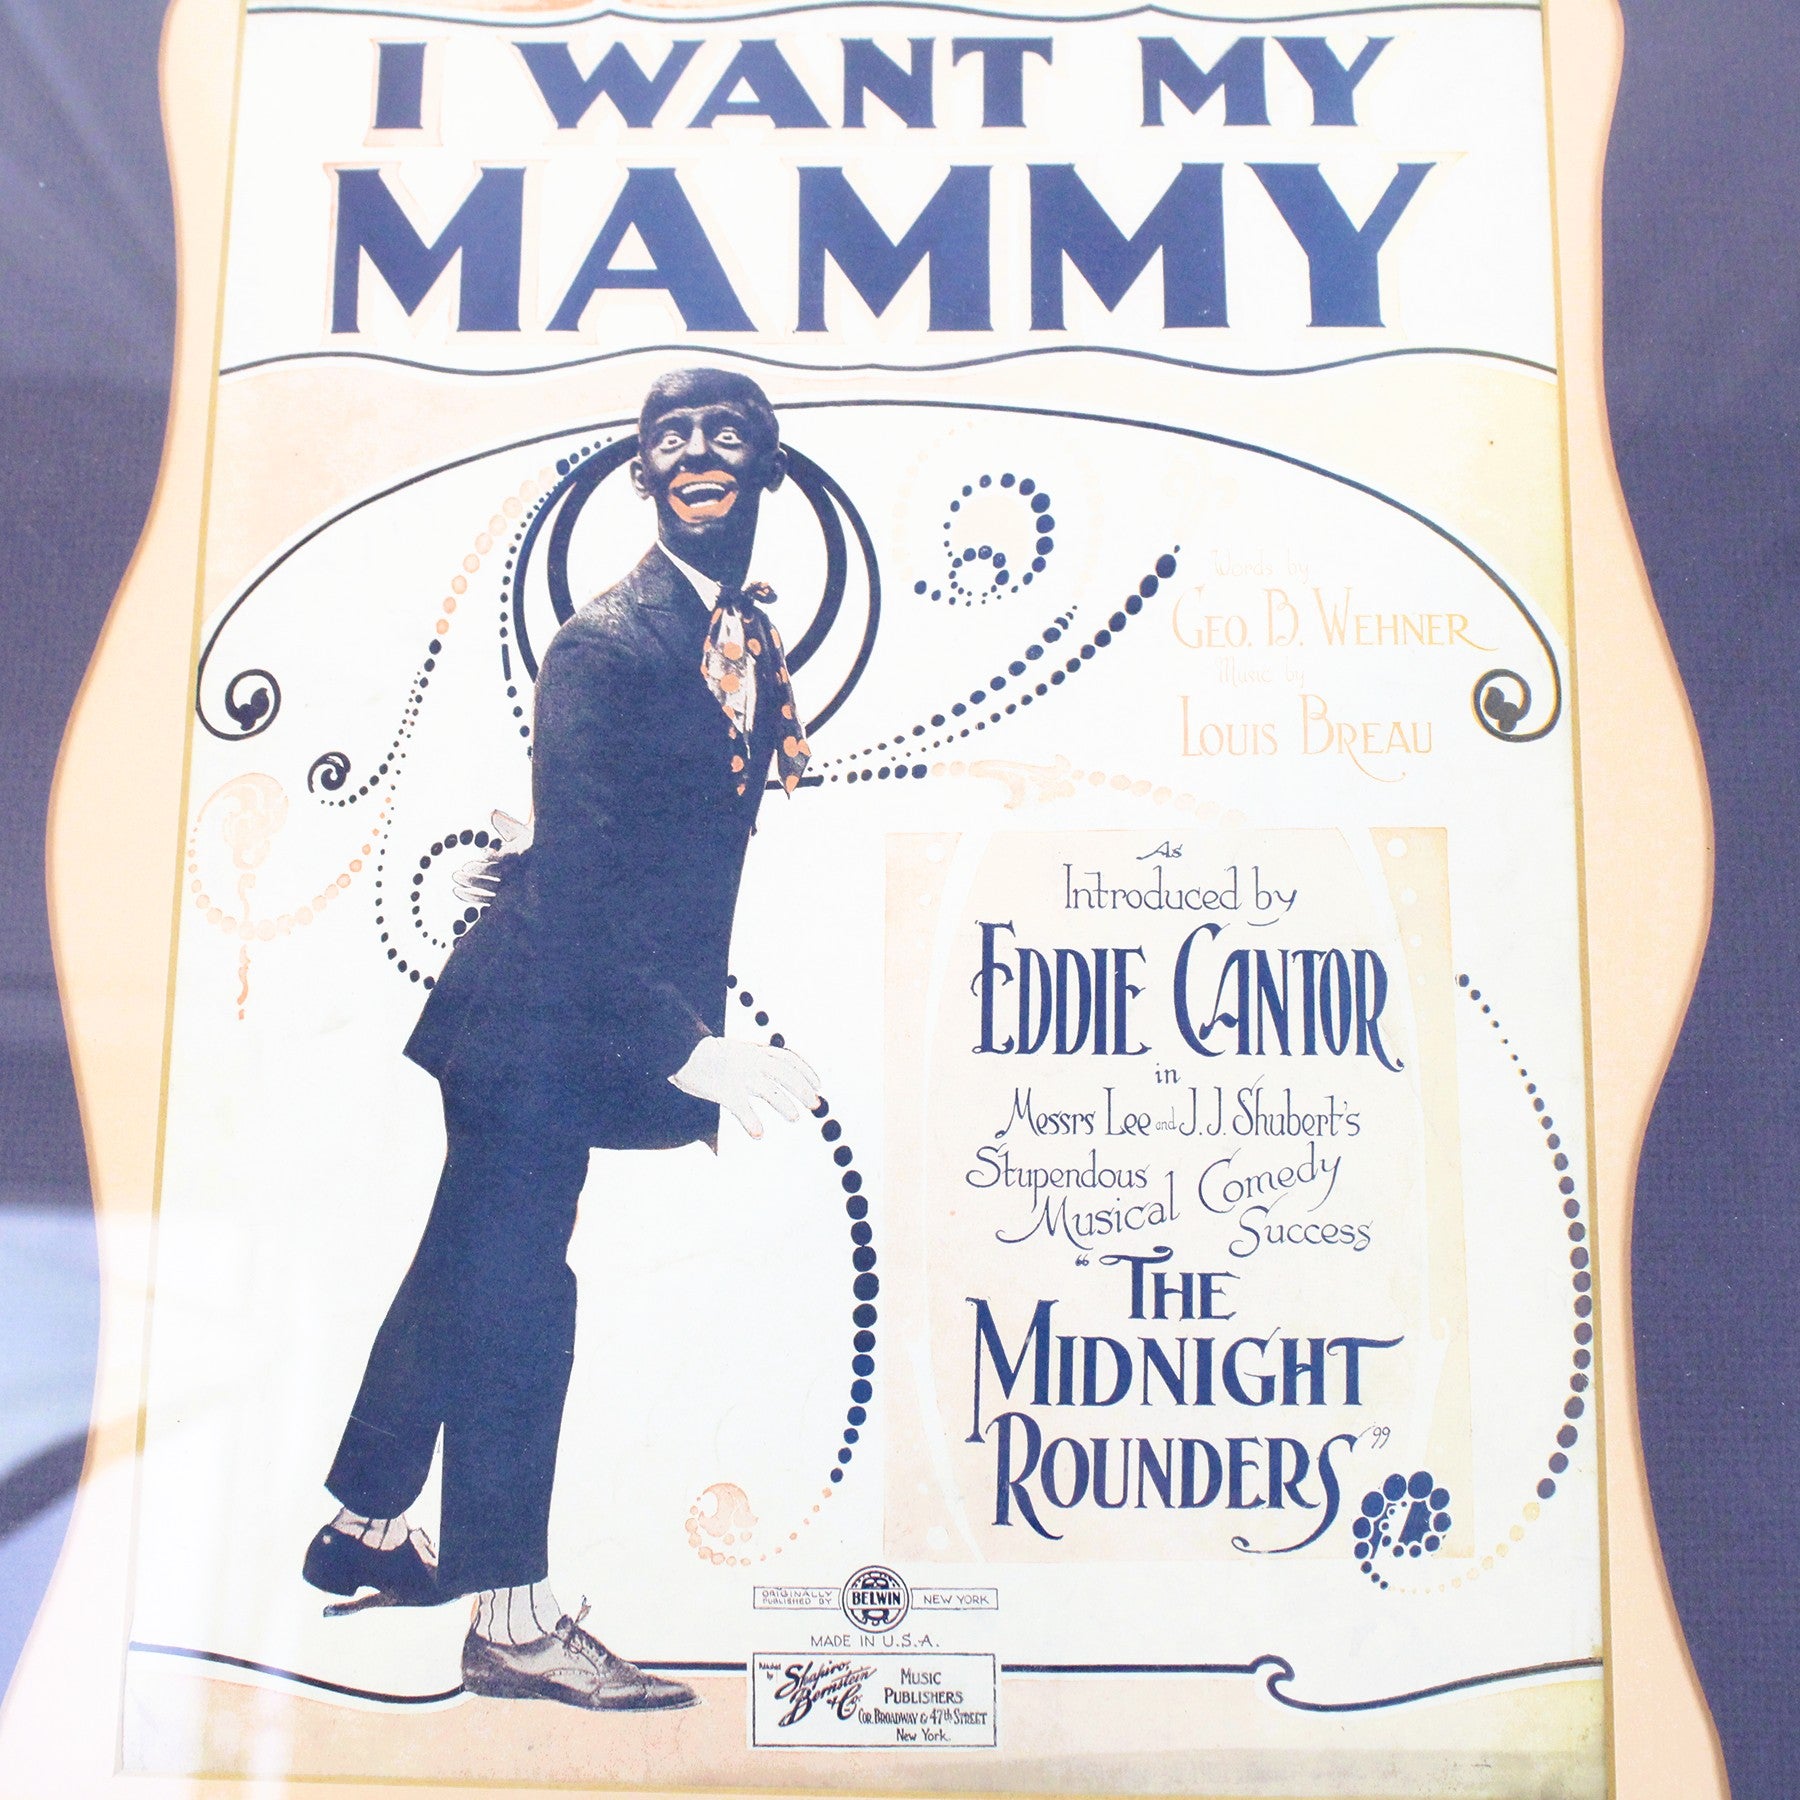 I WANT MY
MAMMY
Words by
GEO. B. WEHNER
Music by
LOUIS BREAU
As
Introduced by
EDDIE CANTOR
in
Messrs Lee and J. J. Shubert's
Stupendous
Musical Comedy
Success
"THE
MIDNIGHT
ROUNDERS"
ORIGINALLY
PUBLISHED BY
BELWIN
NEW YORK
MADE IN U.S.A.
Published
by
Shapiro,
Bernstein
& Co.
MUSIC
PUBLISHERS
COR. BROADWAY & 47th STREET
New York.